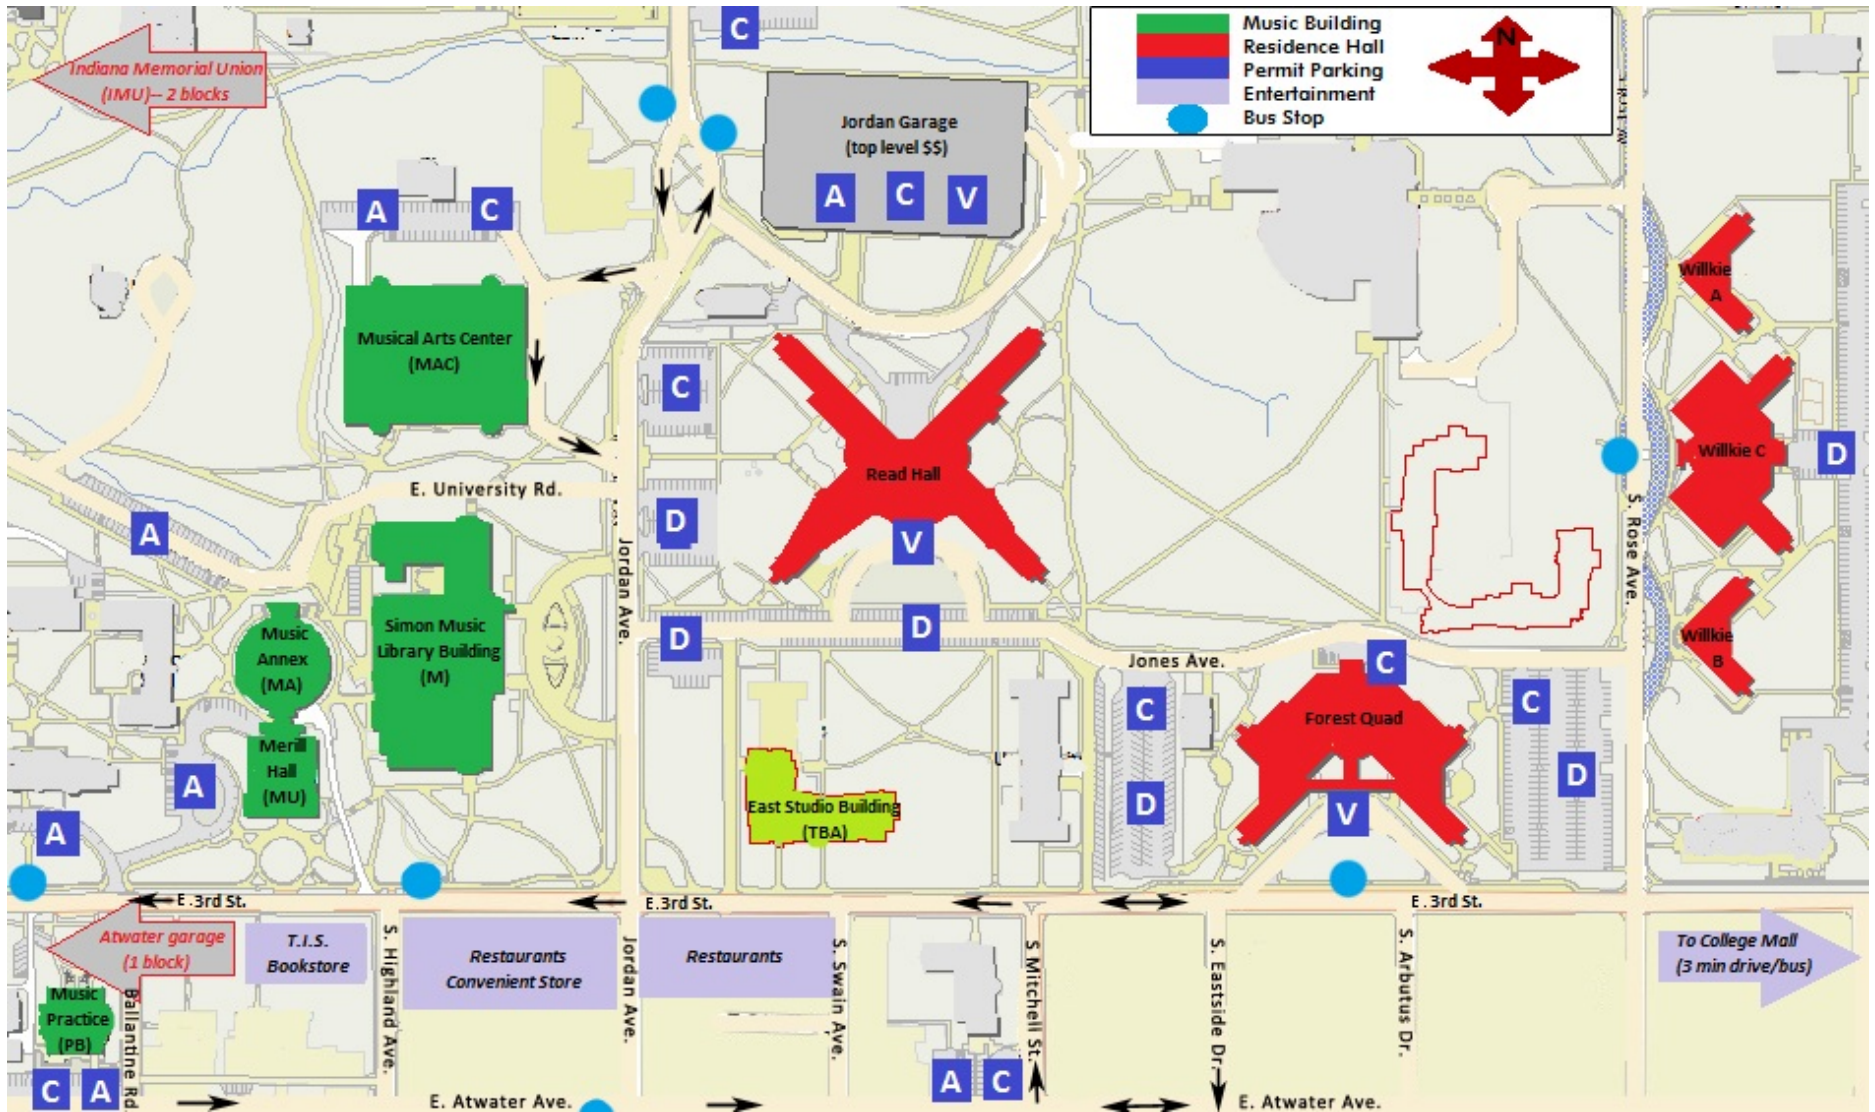 Indiana Memorial Union
(IMU)-- 2 blocks
C
Music Building
Residence Hall
Permit Parking
Entertainment
Bus Stop
N
Jordan Garage
(top level $$)
A C V
A C
Musical Arts Center
(MAC)
C
Read Hall
V
D
D
D
Willkie
A
Willkie C
D
Willkie
B
E. University Rd.
A
Jordan Ave.
S. Rose Ave.
Music
Annex
(MA)
Simon Music
Library Building
(M)
Merill
Hall
(MU)
A
A
Jones Ave.
C
D
C
Forest Quad
V
C
D
East Studio Building
(TBA)
E.3rd St.
E.3rd St.
E.3rd St.
Atwater garage
(1 block)
T.I.S.
Bookstore
S. Highland Ave.
Restaurants
Convenient Store
Jordan Ave.
Restaurants
S. Swain Ave.
S Mitchell St.
S. Eastside Dr.
S. Arbutus Dr.
To College Mall
(3 min drive/bus)
Music
Practice
(PB)
Ballantine Rd.
C A
A C
E. Atwater Ave.
E. Atwater Ave.